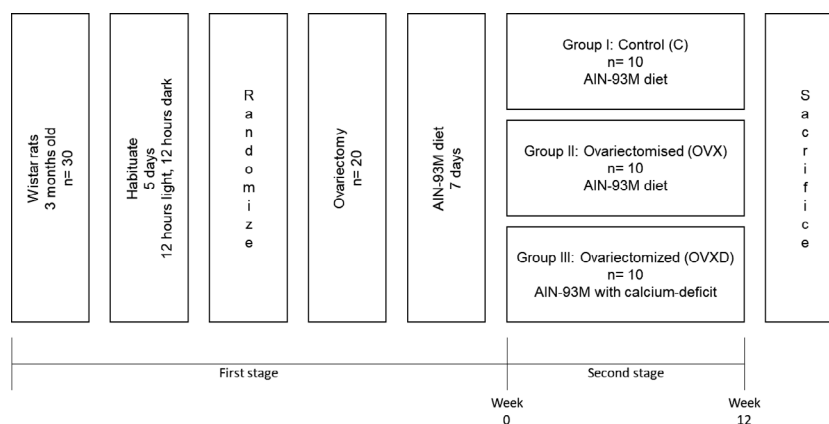 Wistar rats
3 months old
n= 30
Habituate
5 days
12 hours light, 12 hours dark
Randomize
Ovariectomy
n= 20
AIN-93M diet
7 days
Group I: Control (C)
n= 10
AIN-93M diet
Group II: Ovariectomised (OVX)
n= 10
AIN-93M diet
Group III: Ovariectomized (OVXD)
n= 10
AIN-93M with calcium-deficit
Sacrifice
First stage
Second stage
Week
0
Week
12